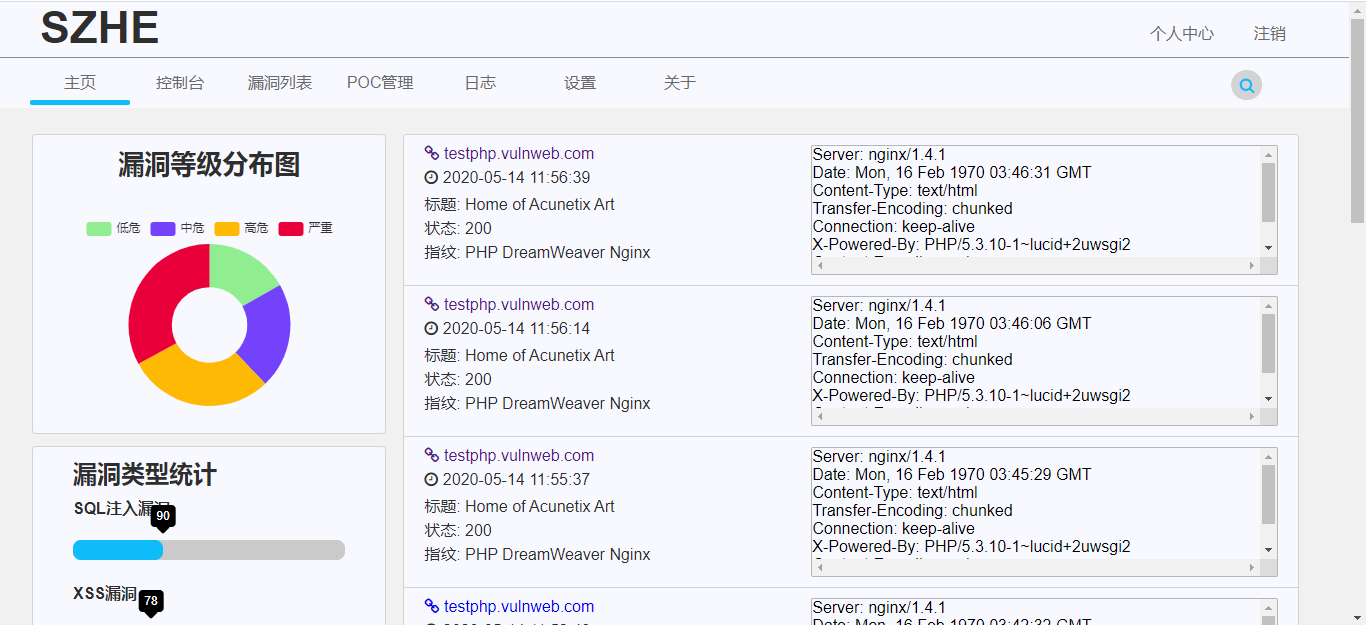 SZHE
个人中心 注销
主页 控制台 漏洞列表 POC管理 日志 设置 关于
漏洞等级分布图
低危 中危 高危 严重
漏洞类型统计
SQL注入漏洞
90
XSS漏洞
78
testphp.vulnweb.com
2020-05-14 11:56:39
标题: Home of Acunetix Art
状态: 200
指纹: PHP DreamWeaver Nginx
Server: nginx/1.4.1
Date: Mon, 16 Feb 1970 03:46:31 GMT
Content-Type: text/html
Transfer-Encoding: chunked
Connection: keep-alive
X-Powered-By: PHP/5.3.10-1~lucid+2uwsgi2
testphp.vulnweb.com
2020-05-14 11:56:14
标题: Home of Acunetix Art
状态: 200
指纹: PHP DreamWeaver Nginx
Server: nginx/1.4.1
Date: Mon, 16 Feb 1970 03:46:06 GMT
Content-Type: text/html
Transfer-Encoding: chunked
Connection: keep-alive
X-Powered-By: PHP/5.3.10-1~lucid+2uwsgi2
testphp.vulnweb.com
2020-05-14 11:55:37
标题: Home of Acunetix Art
状态: 200
指纹: PHP DreamWeaver Nginx
Server: nginx/1.4.1
Date: Mon, 16 Feb 1970 03:45:29 GMT
Content-Type: text/html
Transfer-Encoding: chunked
Connection: keep-alive
X-Powered-By: PHP/5.3.10-1~lucid+2uwsgi2
testphp.vulnweb.com
Server: nginx/1.4.1
Date: Mon, 16 Feb 1970 03:42:32 GMT